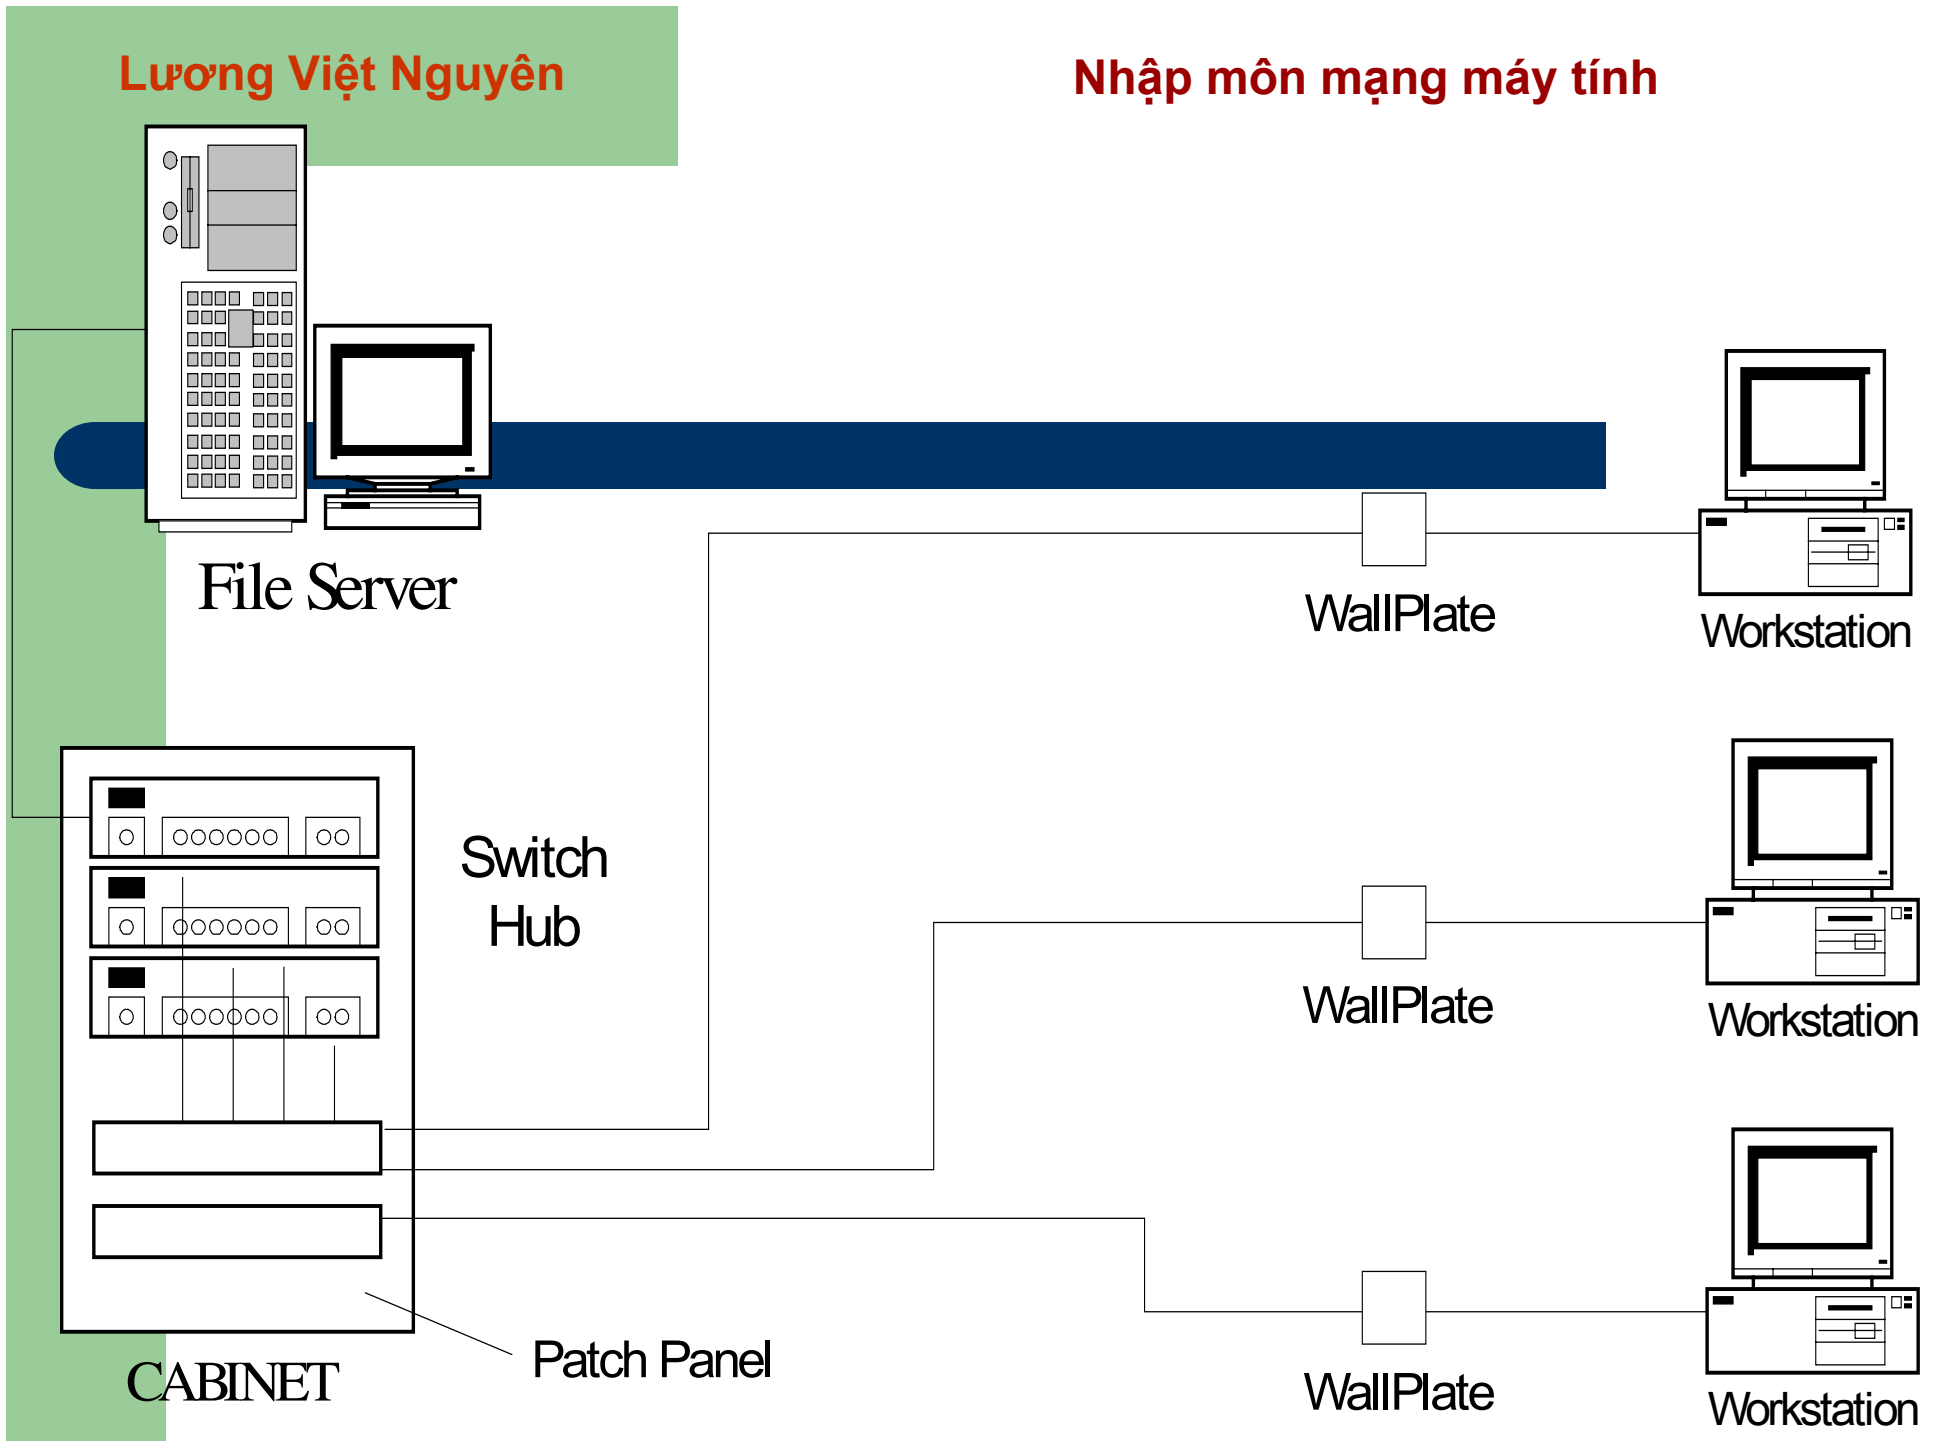 Lương Việt Nguyên
Nhập môn mạng máy tính
File Server
WallPlate
Workstation
Switch
Hub
WallPlate
Workstation
Patch Panel
CABINET
WallPlate
Workstation